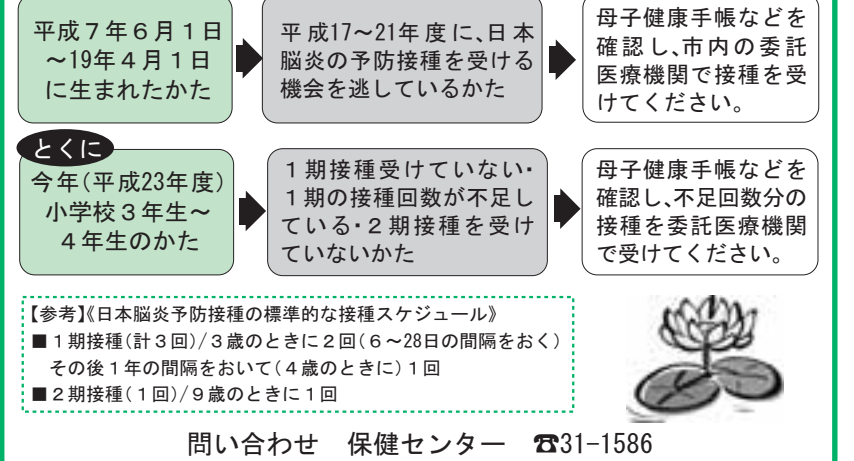 平成７年６月１日
～19年４月１日
に生まれたかた
平成17～21年度に、日本
脳炎の予防接種を受ける
機会を逃しているかた
母子健康手帳などを
確認し、市内の委託
医療機関で接種を受
けてください。
とくに
今年(平成23年度)
小学校３年生～
４年生のかた
１期接種受けていない・
１期の接種回数が不足し
ている・２期接種を受け
ていないかた
母子健康手帳などを
確認し、不足回数分の
接種を委託医療機関
で受けてください。
【参考】《日本脳炎予防接種の標準的な接種スケジュール》
■１期接種(計３回)/３歳のときに２回(６～28日の間隔をおく)
その後１年の間隔をおいて(４歳のときに)１回
■２期接種(１回)/９歳のときに１回
問い合わせ　保健センター　☎31-1586